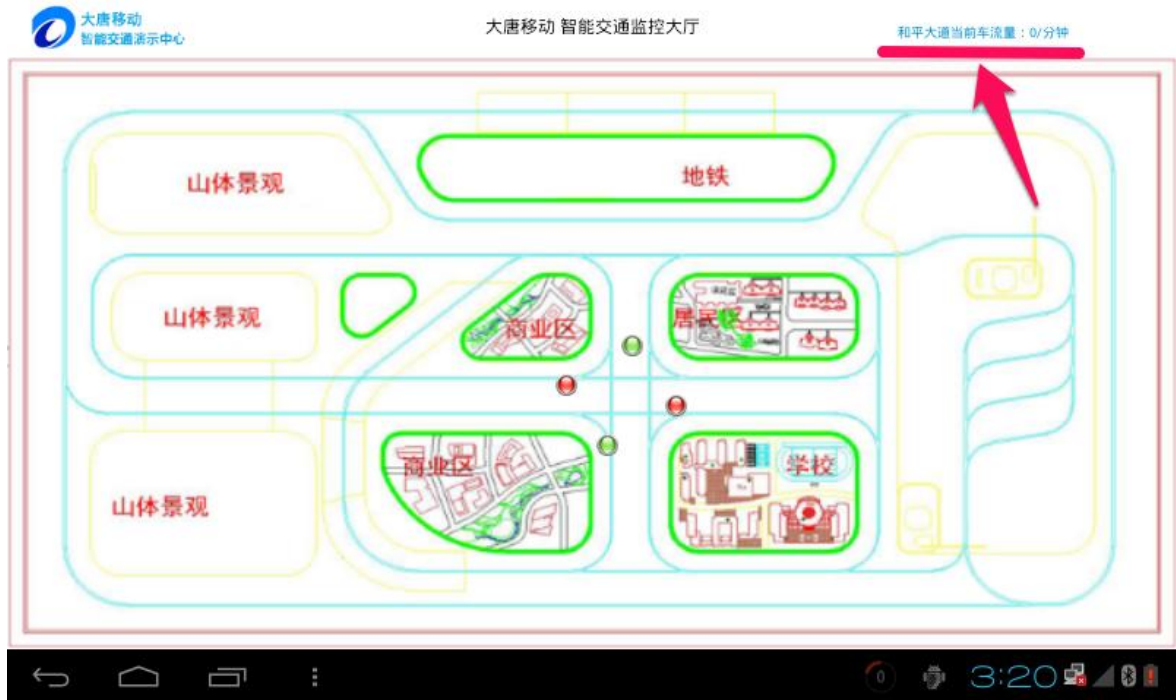 大唐移动
智能交通演示中心
大唐移动 智能交通监控大厅
和平大道当前车流量：0/分钟
山体景观
地铁
山体景观
商业区
居民区
商业区
学校
山体景观
0
3:20